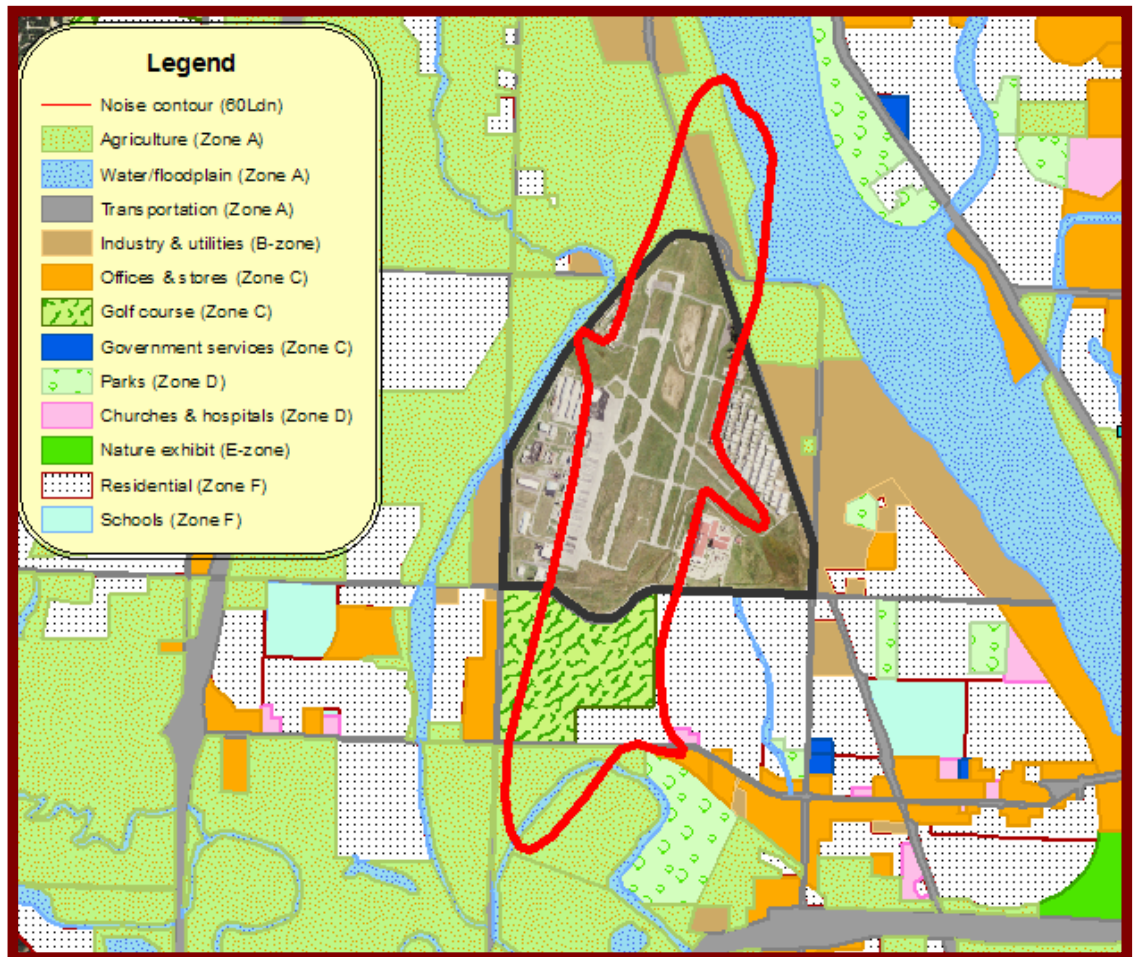 Legend
Noise contour (60Ldn)
Agriculture (Zone A)
Water/floodplain (Zone A)
Transportation (Zone A)
Industry & utilities (B-zone)
Offices & stores (Zone C)
Golf course (Zone C)
Government services (Zone C)
Parks (Zone D)
Churches & hospitals (Zone D)
Nature exhibit (E-zone)
Residential (Zone F)
Schools (Zone F)